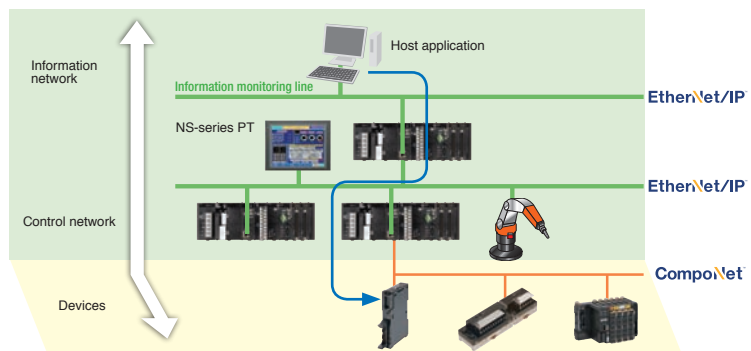 Host application
Information
network
Information monitoring line
EtherNet/IP
NS-series PT
EtherNet/IP
Control network
CompoNet
Devices